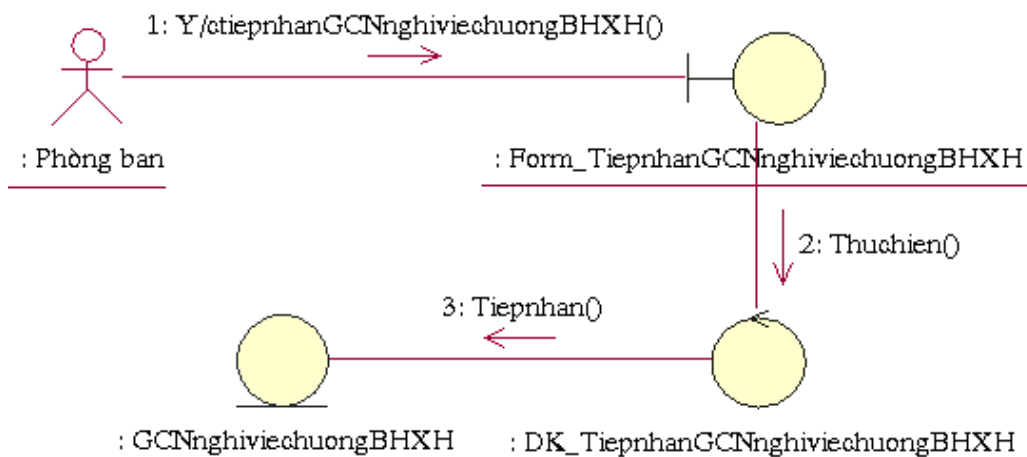 1: Y/ctiepnhanGCNnghiviechuongBHXH()
: Phòng ban
: Form_TiepnhanGCNnghiviechuongBHXH
2: Thuchien()
3: Tiepnhan()
: GCNnghiviechuongBHXH
: DK_TiepnhanGCNnghiviechuongBHXH